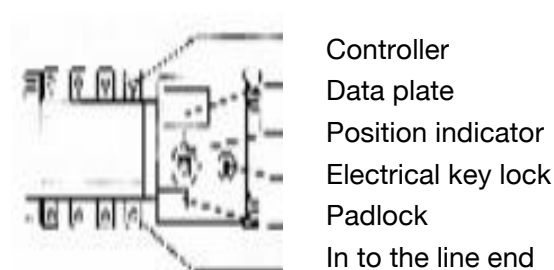 Controller
Data plate
Position indicator
Electrical key lock
Padlock
In to the line end